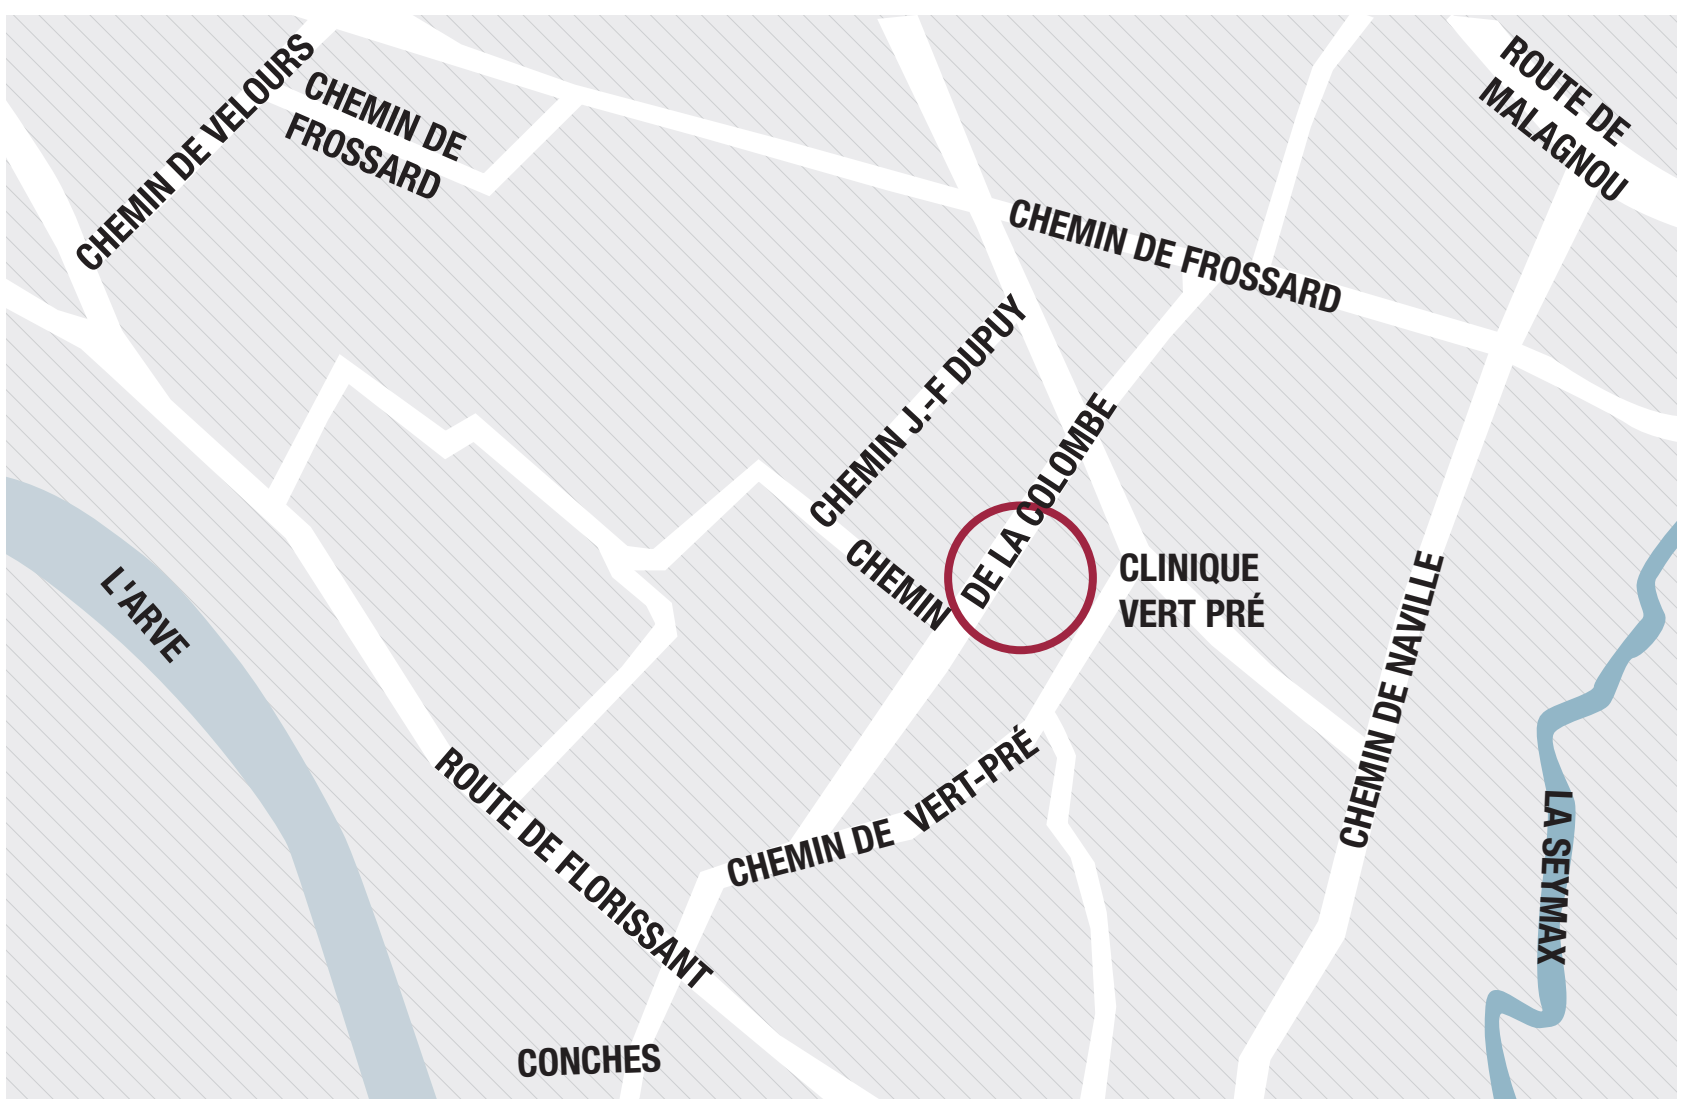 CHEMIN DE VELOURS
CHEMIN DE
FROSSARD
ROUTE DE
MALAGNOU
CHEMIN DE FROSSARD
CHEMIN J.-F DUPUY
CHEMIN
DE LA COLOMBE
CLINIQUE
VERT PRÉ
CHEMIN DE NAVILLE
L'ARVE
ROUTE DE FLORISSANT
CHEMIN DE VERT-PRÉ
LA SEYMAX
CONCHES